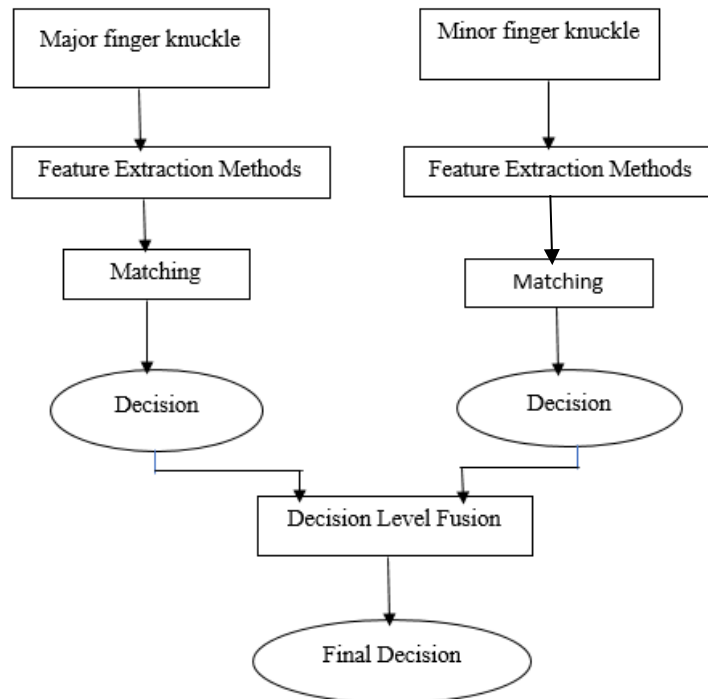 Major finger knuckle
Minor finger knuckle
Feature Extraction Methods
Feature Extraction Methods
Matching
Matching
Decision
Decision
Decision Level Fusion
Final Decision